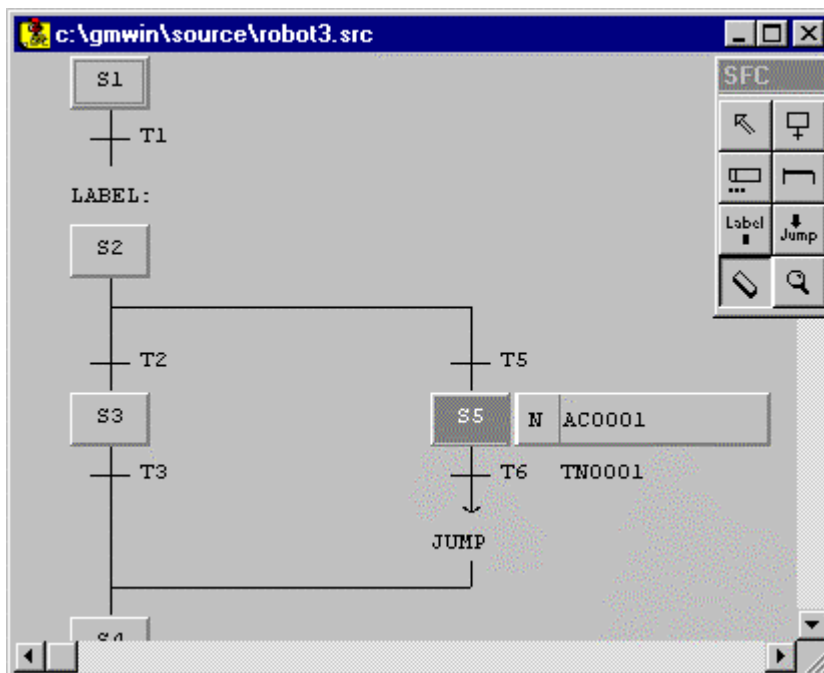 c:\gmwin\source\robot3.src
SFC
S1
T1
LABEL:
Label
Jump
S2
T2
T5
S3
S5
N
AC0001
T3
T6
TN0001
JUMP
S4